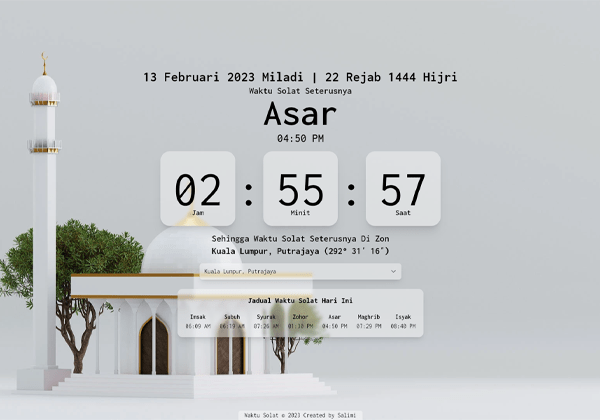 13 Februari 2023 Miladi | 22 Rejab 1444 Hijri
Waktu Solat Seterusnya
Asar
04:50 PM
02 : 55 : 57
Jam Minit Saat
Sehingga Waktu Solat Seterusnya Di Zon
Kuala Lumpur, Putrajaya (292° 31′ 16″)
Kuala Lumpur, Putrajaya
Jadual Waktu Solat Hari Ini
Imsak Subuh Syuruk Zohor Asar Maghrib Isyak
06:09 AM 06:19 AM 07:26 AM 01:30 PM 04:50 PM 07:29 PM 08:40 PM
Waktu Solat © 2023 Created by Salimi